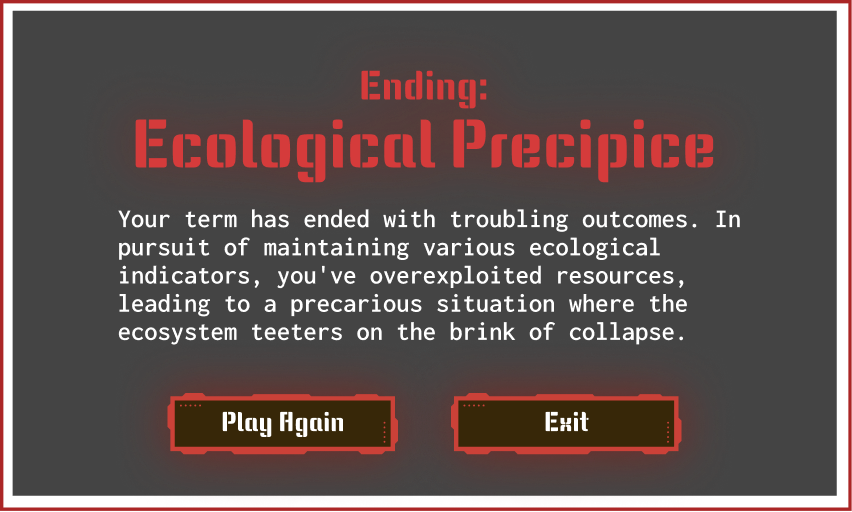 Ending:
Ecological Precipice
Your term has ended with troubling outcomes. In
pursuit of maintaining various ecological
indicators, you've overexploited resources,
leading to a precarious situation where the
ecosystem teeters on the brink of collapse.
Play Again
Exit